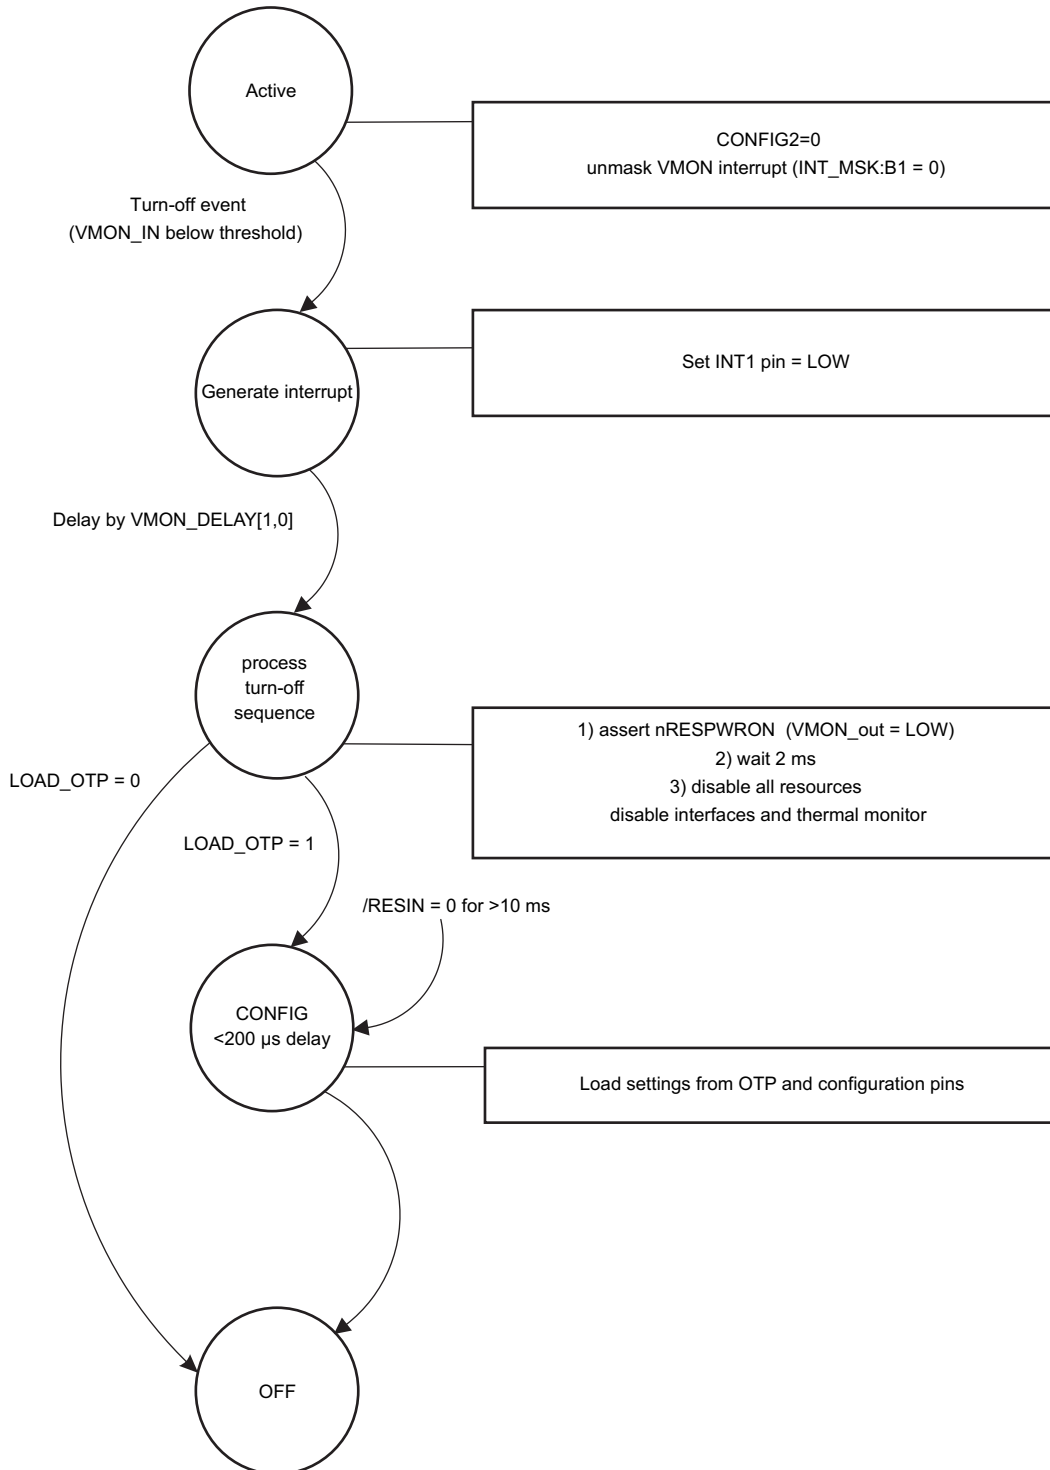 Active
CONFIG2=0
unmask VMON interrupt (INT_MSK:B1 = 0)
Turn-off event
(VMON_IN below threshold)
Generate interrupt
Set INT1 pin = LOW
Delay by VMON_DELAY[1,0]
process
turn-off
sequence
1) assert nRESPWRON  (VMON_out = LOW)
2) wait 2 ms
3) disable all resources
disable interfaces and thermal monitor
LOAD_OTP = 0
LOAD_OTP = 1
/RESIN = 0 for >10 ms
CONFIG
<200 µs delay
Load settings from OTP and configuration pins
OFF